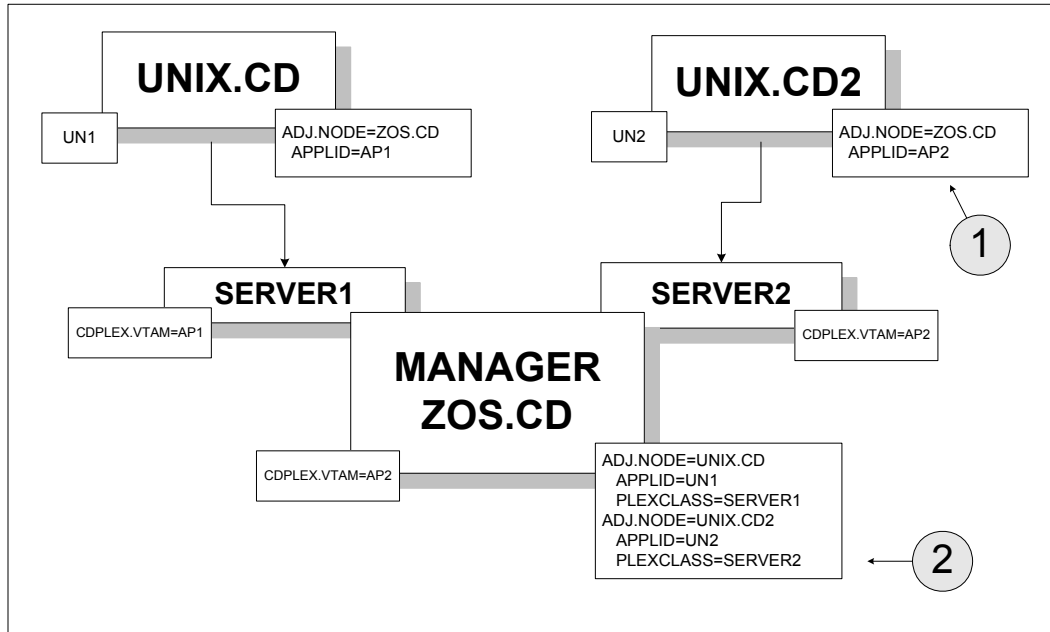 UNIX.CD
UN1
ADJ.NODE=ZOS.CD
APPLID=AP1
UNIX.CD2
UN2
ADJ.NODE=ZOS.CD
APPLID=AP2
1
SERVER1
CDPLEX.VTAM=AP1
SERVER2
CDPLEX.VTAM=AP2
MANAGER
ZOS.CD
CDPLEX.VTAM=AP2
ADJ.NODE=UNIX.CD
APPLID=UN1
PLEXCLASS=SERVER1
ADJ.NODE=UNIX.CD2
APPLID=UN2
PLEXCLASS=SERVER2
2